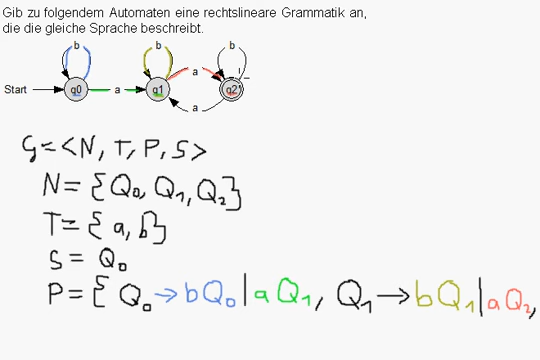 Gib zu folgendem Automaten eine rechtslineare Grammatik an,
die die gleiche Sprache beschreibt.
b b b
a
Start q0 a q1 q2
a
G=<N, T, P, S>
N={Q₀, Q₁, Q₂}
T={a, b}
S = Q₀
P={ Q₀ → bQ₀|aQ₁, Q₁ → bQ₁|aQ₂,